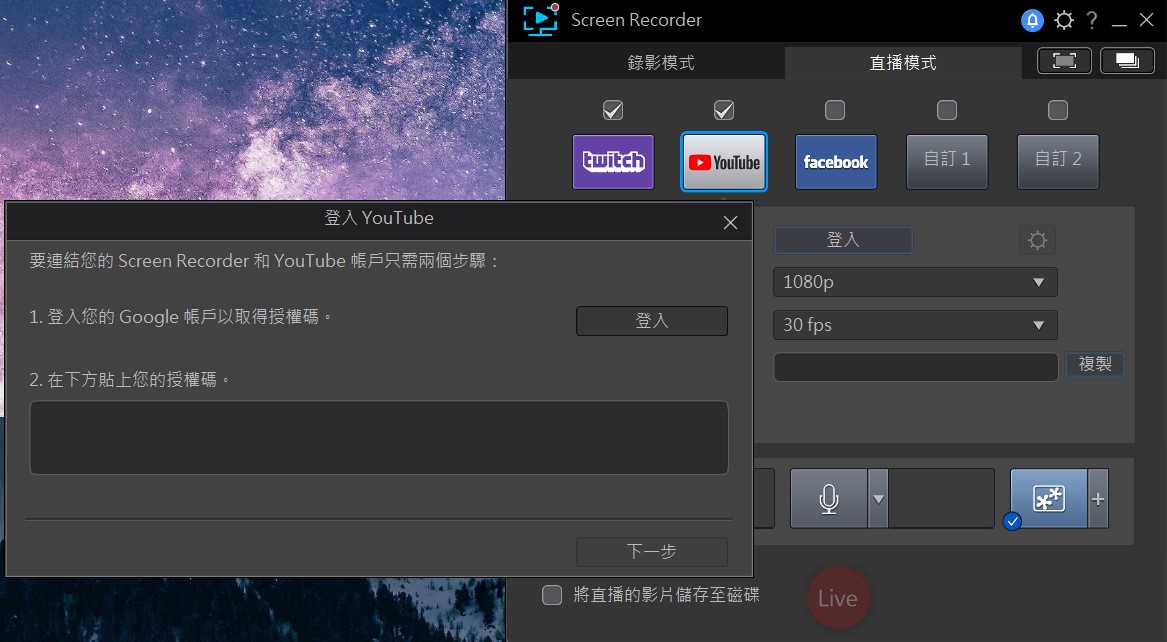 Screen Recorder
?
錄影模式
直播模式
twitch
YouTube
facebook
自訂 1
自訂 2
登入 YouTube
要連結您的 Screen Recorder 和 YouTube 帳戶只需兩個步驟：
1. 登入您的 Google 帳戶以取得授權碼。
登入
2. 在下方貼上您的授權碼。
下一步
登入
1080p
30 fps
複製
將直播的影片儲存至磁碟
Live